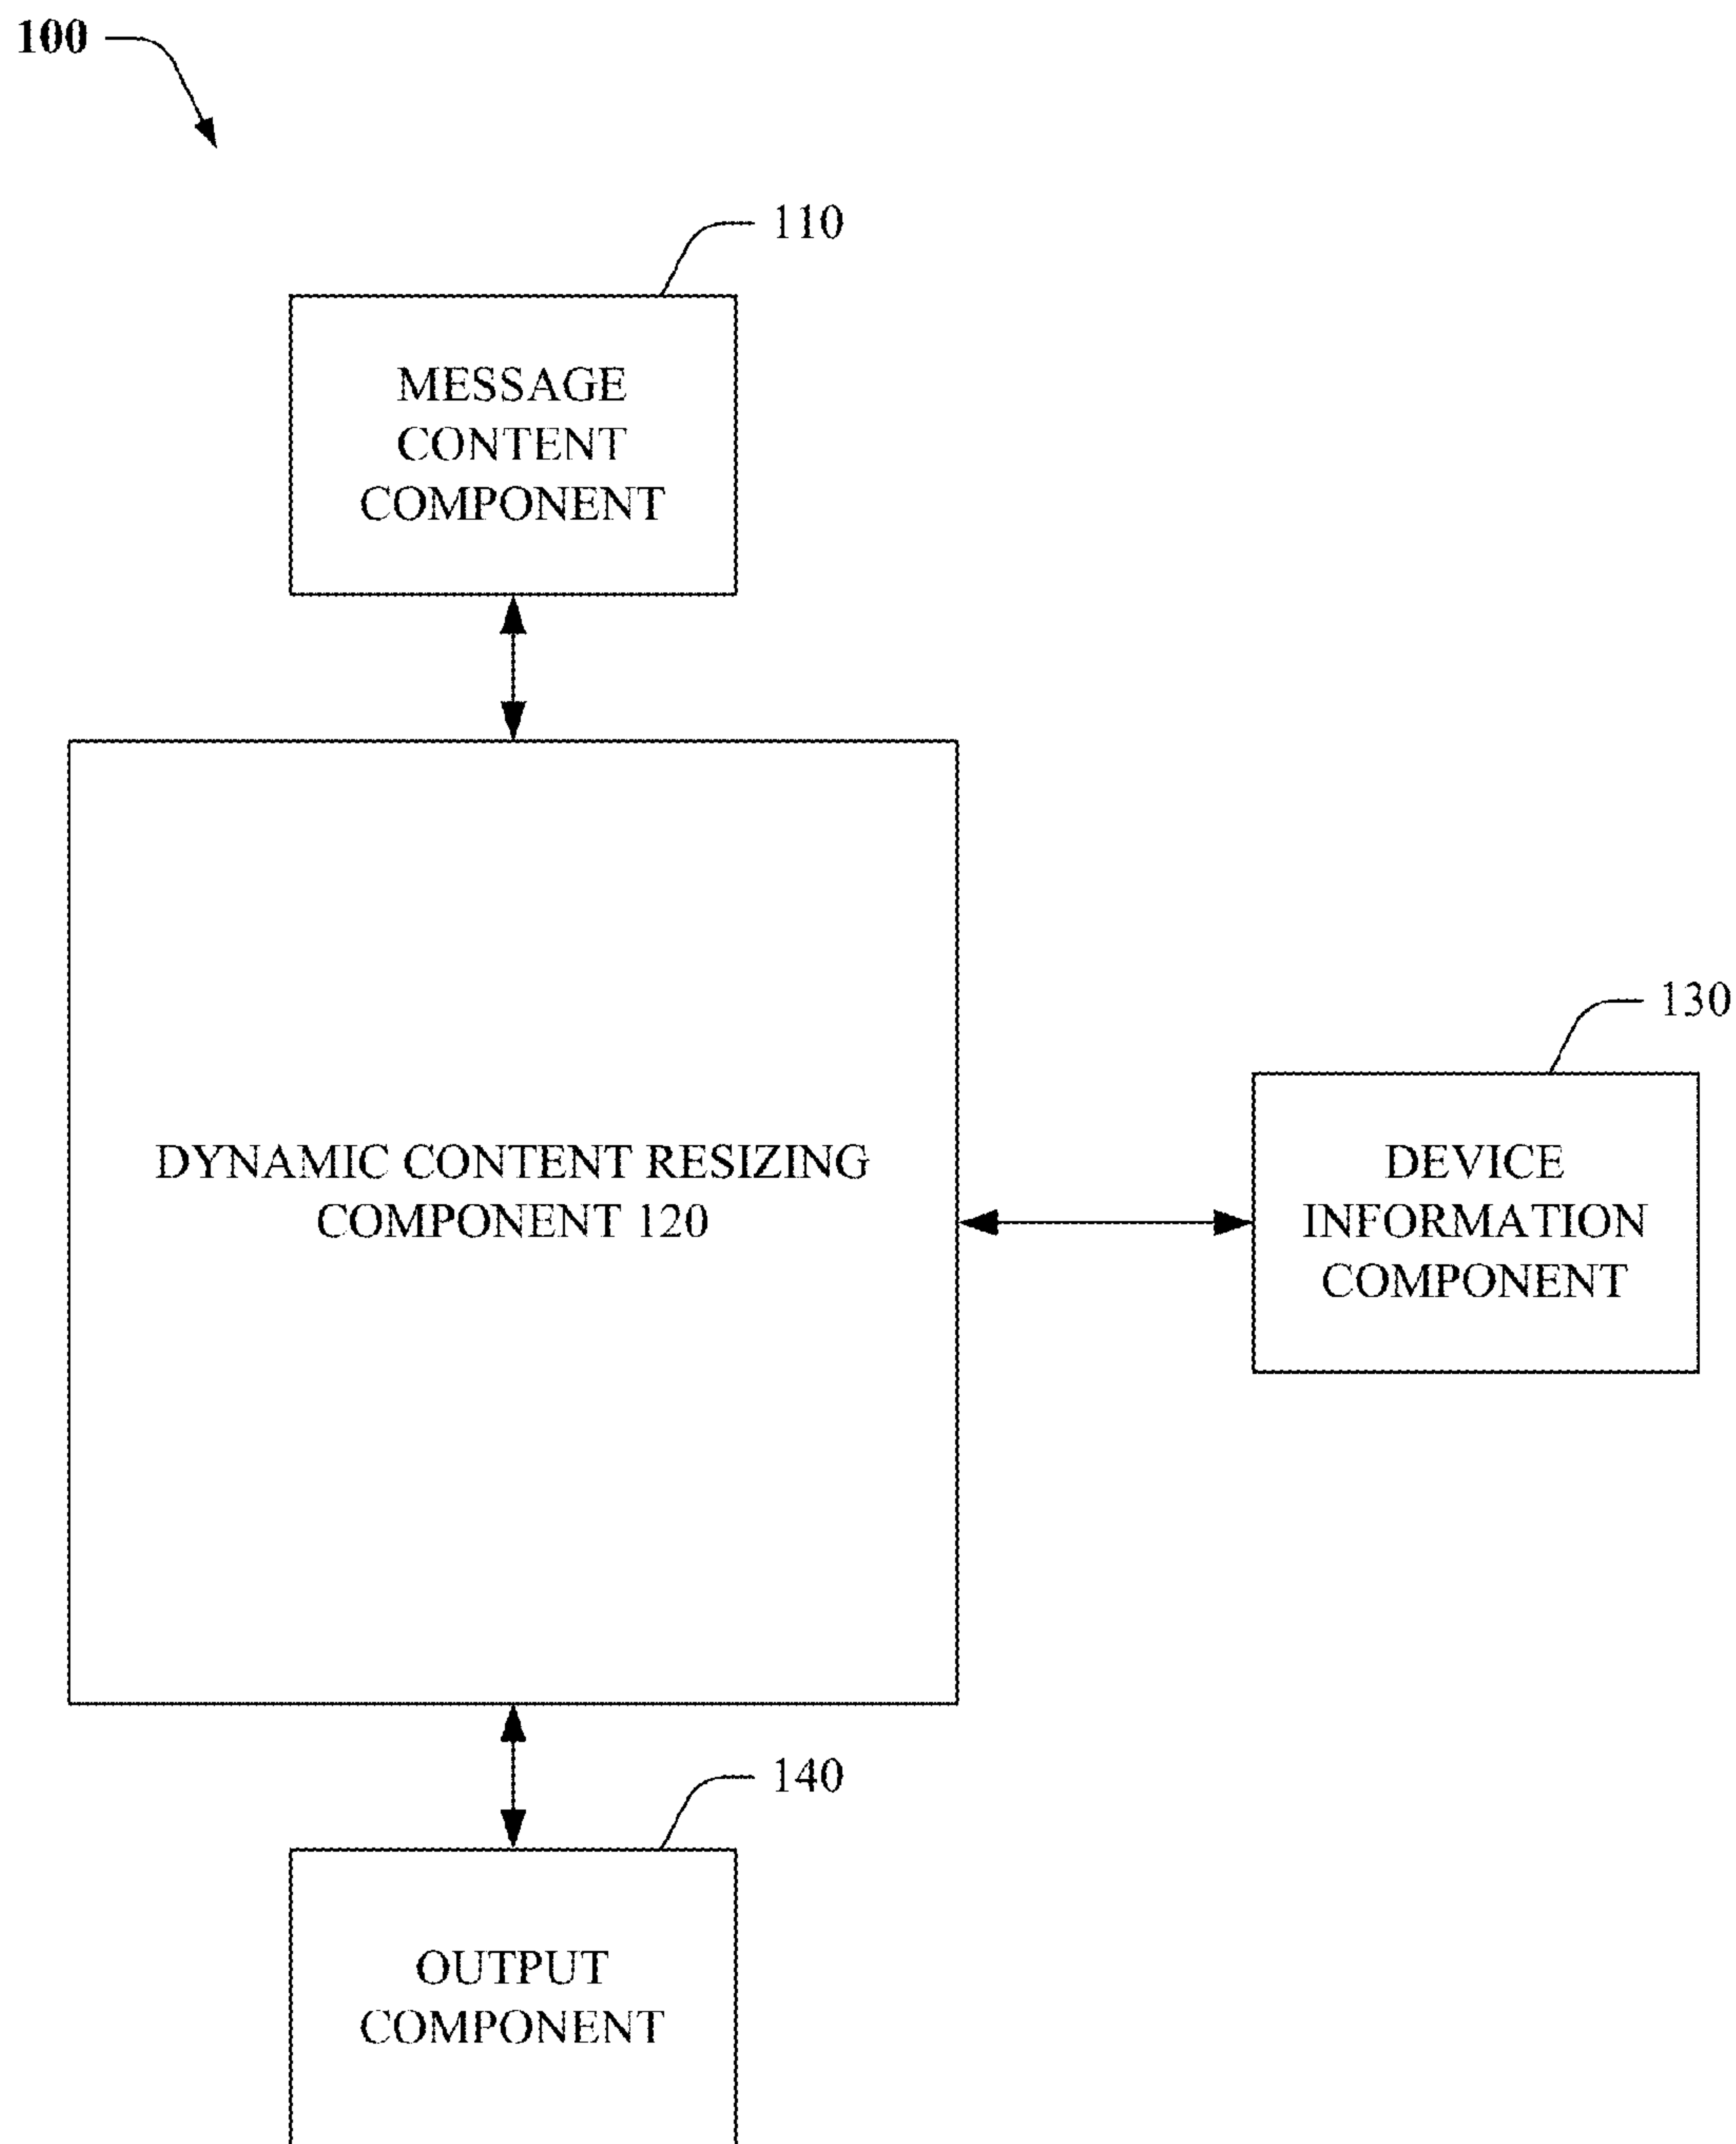 100
110
MESSAGE
CONTENT
COMPONENT
130
DYNAMIC CONTENT RESIZING
COMPONENT 120
DEVICE
INFORMATION
COMPONENT
140
OUTPUT
COMPONENT